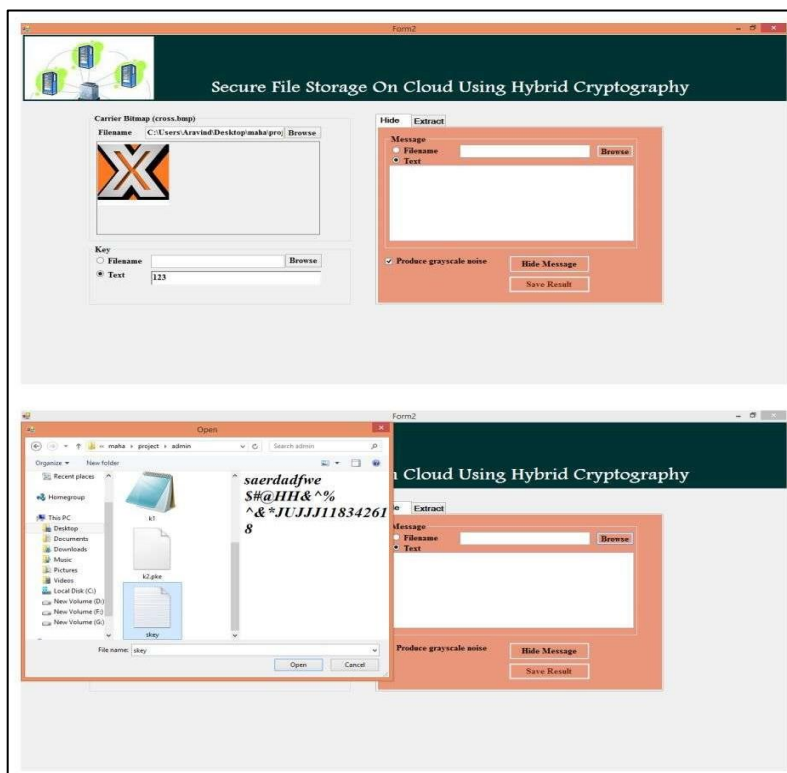 Form2
Secure File Storage On Cloud Using Hybrid Cryptography
Carrier Bitmap (cross.bmp)
Filename C:\Users\Aravind\Desktop\maha\proj Browse
Key
Filename Browse
Text 123
Hide Extract
Message
Filename Browse
Text
Produce grayscale noise Hide Message
Save Result
Form2
Open
maha project admin Search admin
Organize New folder
Recent places
Homegroup
This PC
Desktop
Documents
Downloads
Music
Pictures
Videos
Local Disk (C:)
New Volume (D:)
New Volume (F:)
New Volume (G:)
k1
k2.pke
skey
saerdadfwe
$#@HH&^%
^&*JUJJJ11834261
8
File name: skey
Open Cancel
n Cloud Using Hybrid Cryptography
e Extract
Message
Filename Browse
Text
Produce grayscale noise Hide Message
Save Result